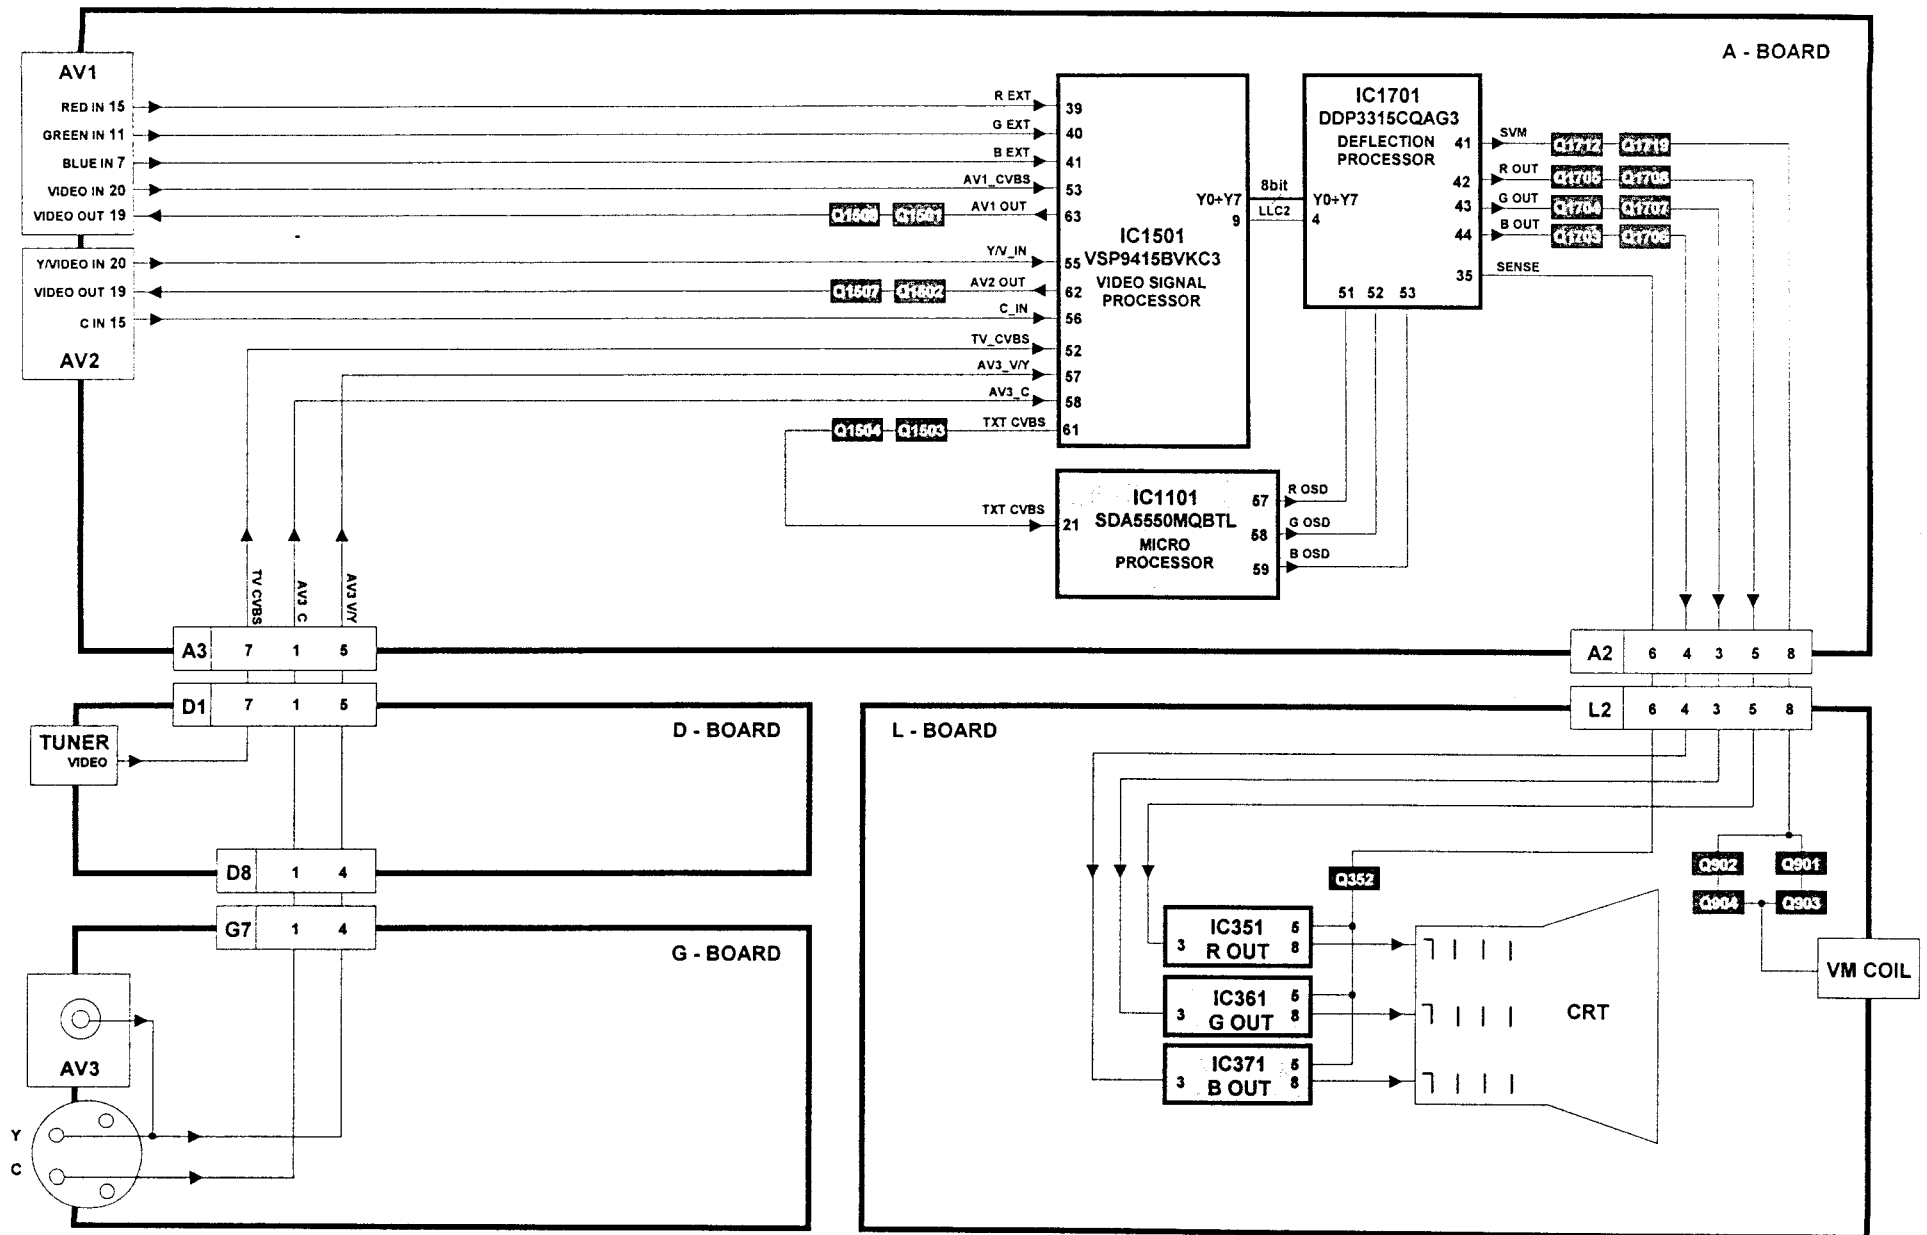 A - BOARD
AV1
RED IN 15
GREEN IN 11
BLUE IN 7
VIDEO IN 20
VIDEO OUT 19
Y/VIDEO IN 20
VIDEO OUT 19
C IN 15
AV2
R EXT
G EXT
B EXT
AV1_CVBS
AV1 OUT
Q1501
Y/V_IN
AV2 OUT
Q1507 Q1502
C_IN
TV_CVBS
AV3_V/Y
AV3_C
TXT CVBS
Q1504 Q1503
39
40
41
53
63
55
62
56
52
57
58
61
IC1501
VSP9415BVKC3
VIDEO SIGNAL
PROCESSOR
Y0+Y7
9
8bit
LLC2
IC1701
DDP3315CQAG3
DEFLECTION
PROCESSOR
Y0+Y7
4
41
42
43
44
35
51 52 53
SVM
Q1712 Q1719
R OUT
Q1705
G OUT
Q1704 Q1707
B OUT
Q1703
SENSE
TXT CVBS
21
IC1101
SDA5550MQBTL
MICRO
PROCESSOR
57
58
59
R OSD
G OSD
B OSD
TV CVBS
AV3 C
AV3 V/Y
A3 7 1 5
A2 6 4 3 5 8
D1 7 1 5
L2 6 4 3 5 8
TUNER
VIDEO
D - BOARD
L - BOARD
D8 1 4
G7 1 4
G - BOARD
AV3
Y
C
Q352
Q902 Q901
Q904 Q903
3 IC351 5
R OUT 8
3 IC361 5
G OUT 8
3 IC371 5
B OUT 8
CRT
VM COIL